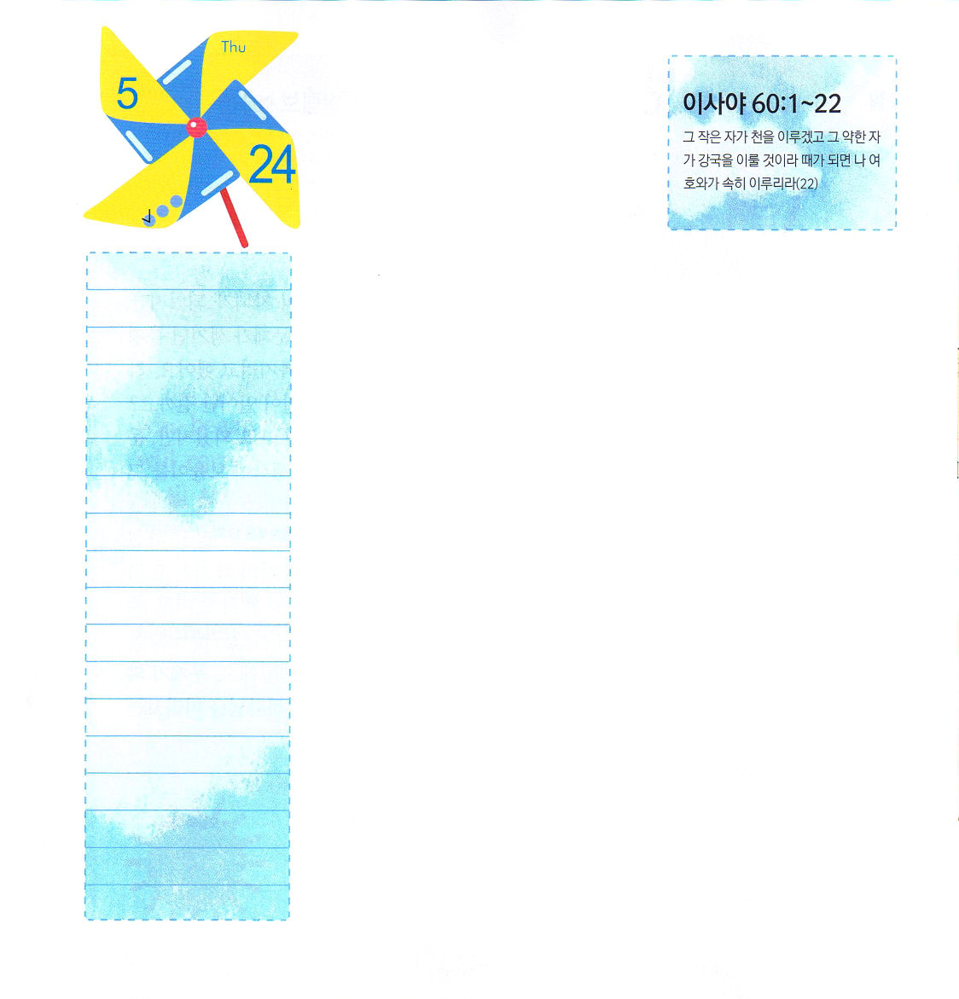 Thu
5
24
이사야 60:1~22
그 작은 자가 천을 이루겠고 그 약한 자
가 강국을 이룰 것이라 때가 되면 나 여
호와가 속히 이루리라(22)